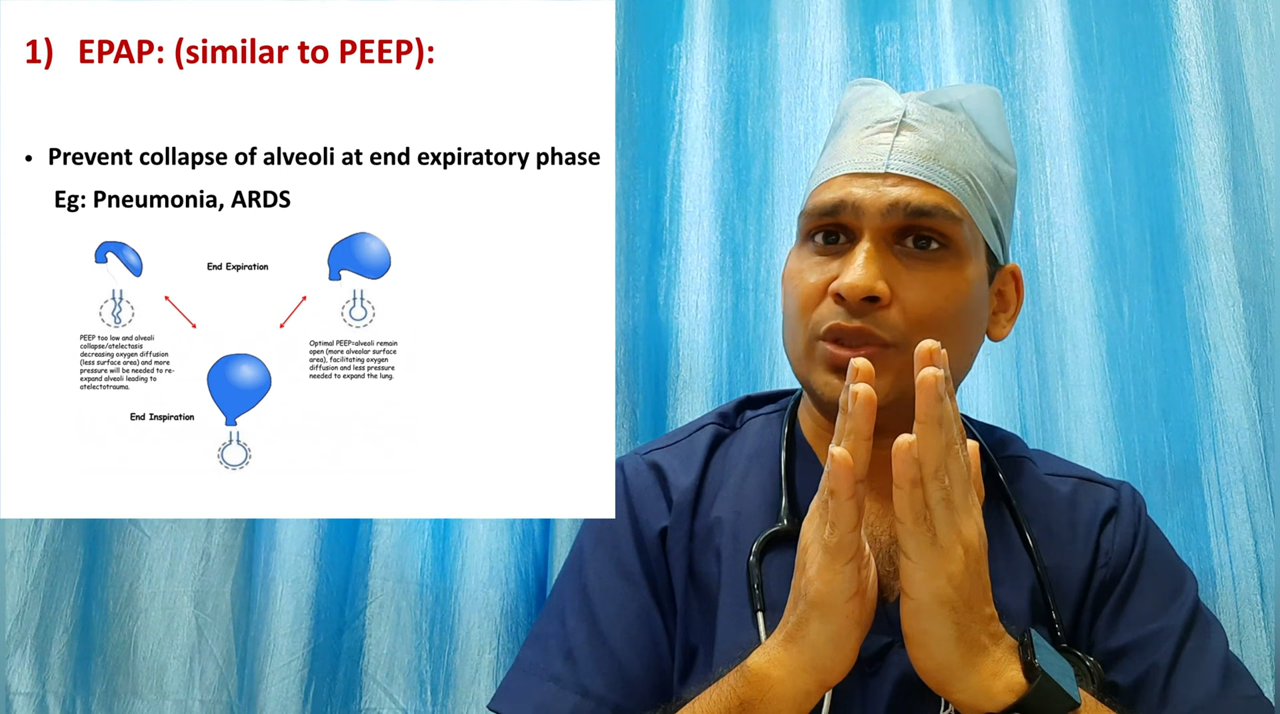 1) EPAP: (similar to PEEP):
• Prevent collapse of alveoli at end expiratory phase
Eg: Pneumonia, ARDS
End Expiration
PEEP too low and alveoli
collapse/atelectasis
decreasing oxygen diffusion
(less surface area) and more
pressure will be needed to re-
expand alveoli leading to
atelectotrauma.
Optimal PEEP=alveoli remain
open (more alveolar surface
area), facilitating oxygen
diffusion and less pressure
needed to expand the lung.
End Inspiration